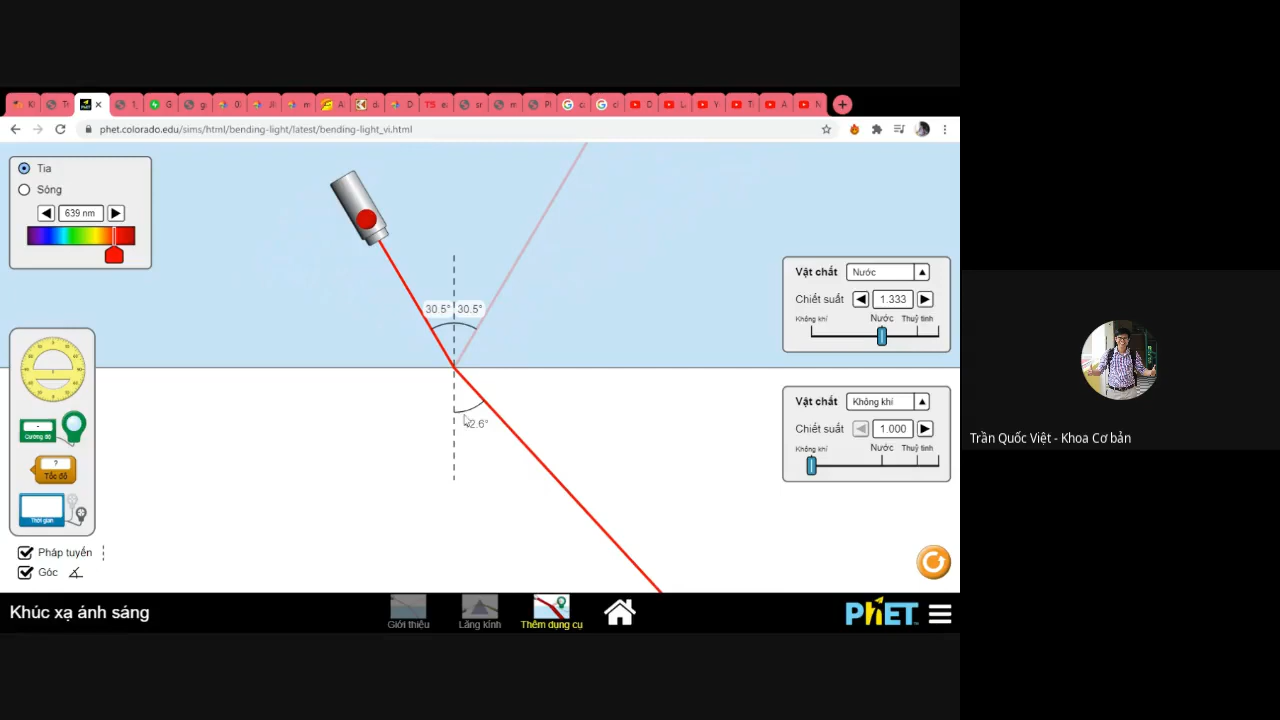 phet.colorado.edu/sims/html/bending-light/latest/bending-light_vi.html
Tia
Sóng
639 nm
30.5° 30.5°
Vật chất Nước
Chiết suất 1.333
Không khí Nước Thuỷ tinh
Vật chất Không khí
Chiết suất 1.000
Không khí Nước Thuỷ tinh
Cường độ
?
Tốc độ
Thời gian
Pháp tuyến
Góc
Trần Quốc Việt - Khoa Cơ bản
Khúc xạ ánh sáng
Giới thiệu
Lăng kính
Thêm dụng cụ
PhET